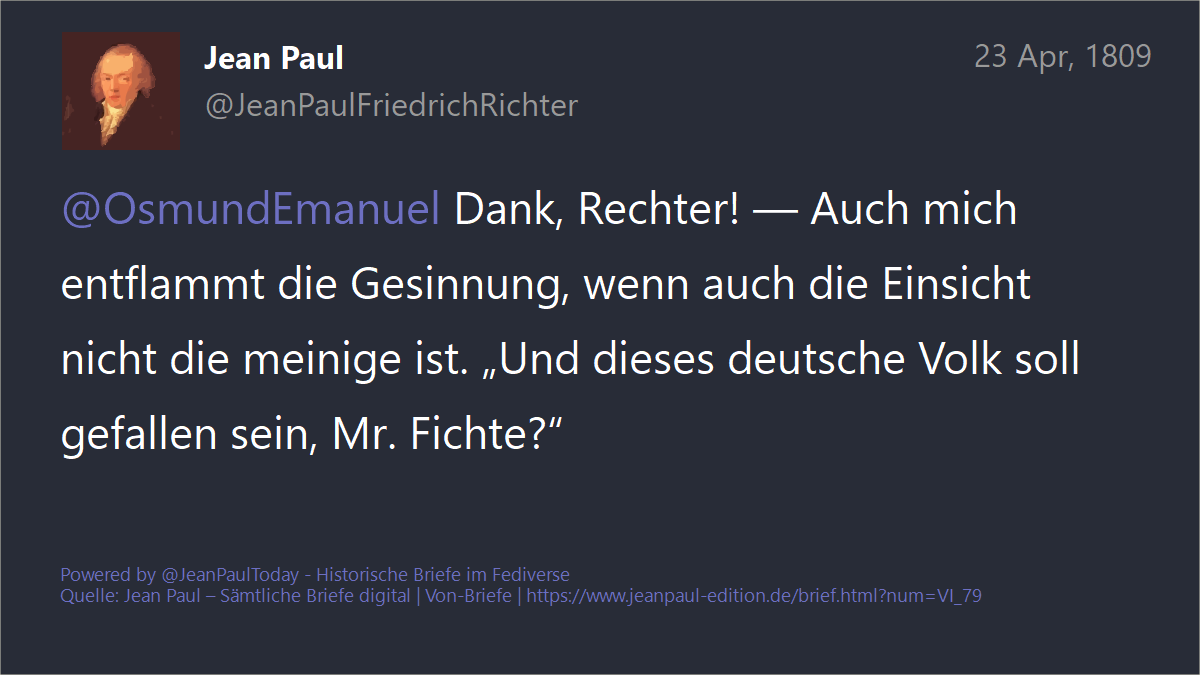 Jean Paul
23 Apr, 1809
@JeanPaulFriedrichRichter
@OsmundEmanuel Dank, Rechter! — Auch mich
entflammt die Gesinnung, wenn auch die Einsicht
nicht die meinige ist. „Und dieses deutsche Volk soll
gefallen sein, Mr. Fichte?“
Powered by @JeanPaulToday - Historische Briefe im Fediverse
Quelle: Jean Paul – Sämtliche Briefe digital | Von-Briefe | https://www.jeanpaul-edition.de/brief.html?num=VI_79